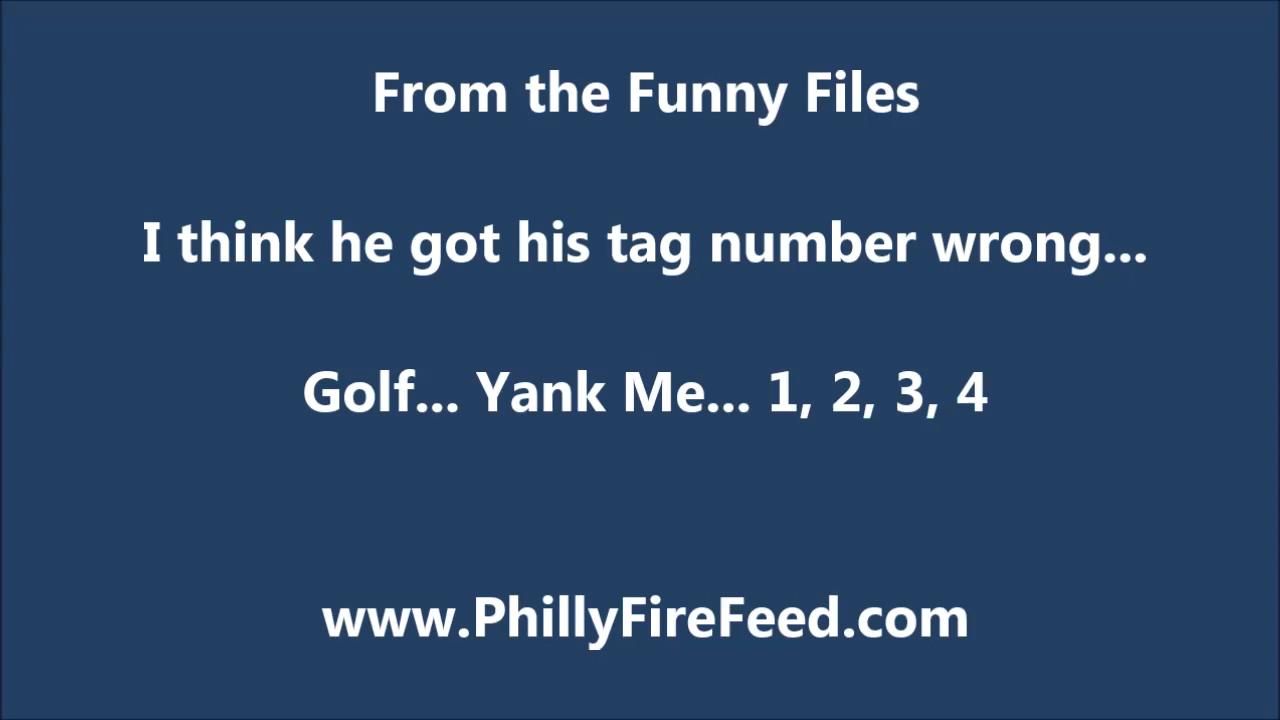 From the Funny Files
I think he got his tag number wrong...
Golf... Yank Me... 1, 2, 3, 4
www.PhillyFireFeed.com